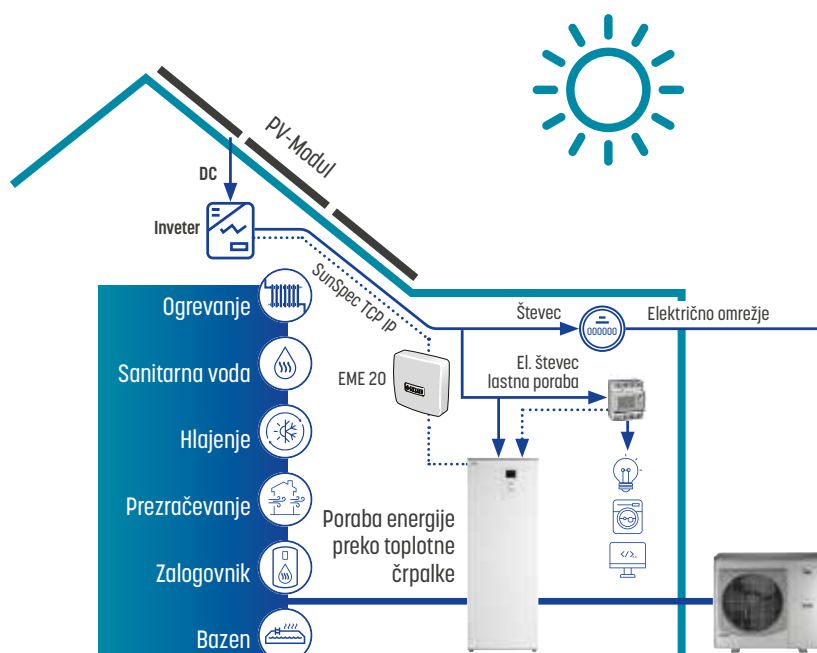 PV-Modul
DC
Inveter
SunSpec Tcp ip
Ogrevanje
Sanitarna voda
Hlajenje
Prezračevanje
Zalogovnik
Bazen
EME 20
Števec
000000
Električno omrežje
El. števec
lastna poraba
Poraba energije
preko toplotne
črpalke
</>_